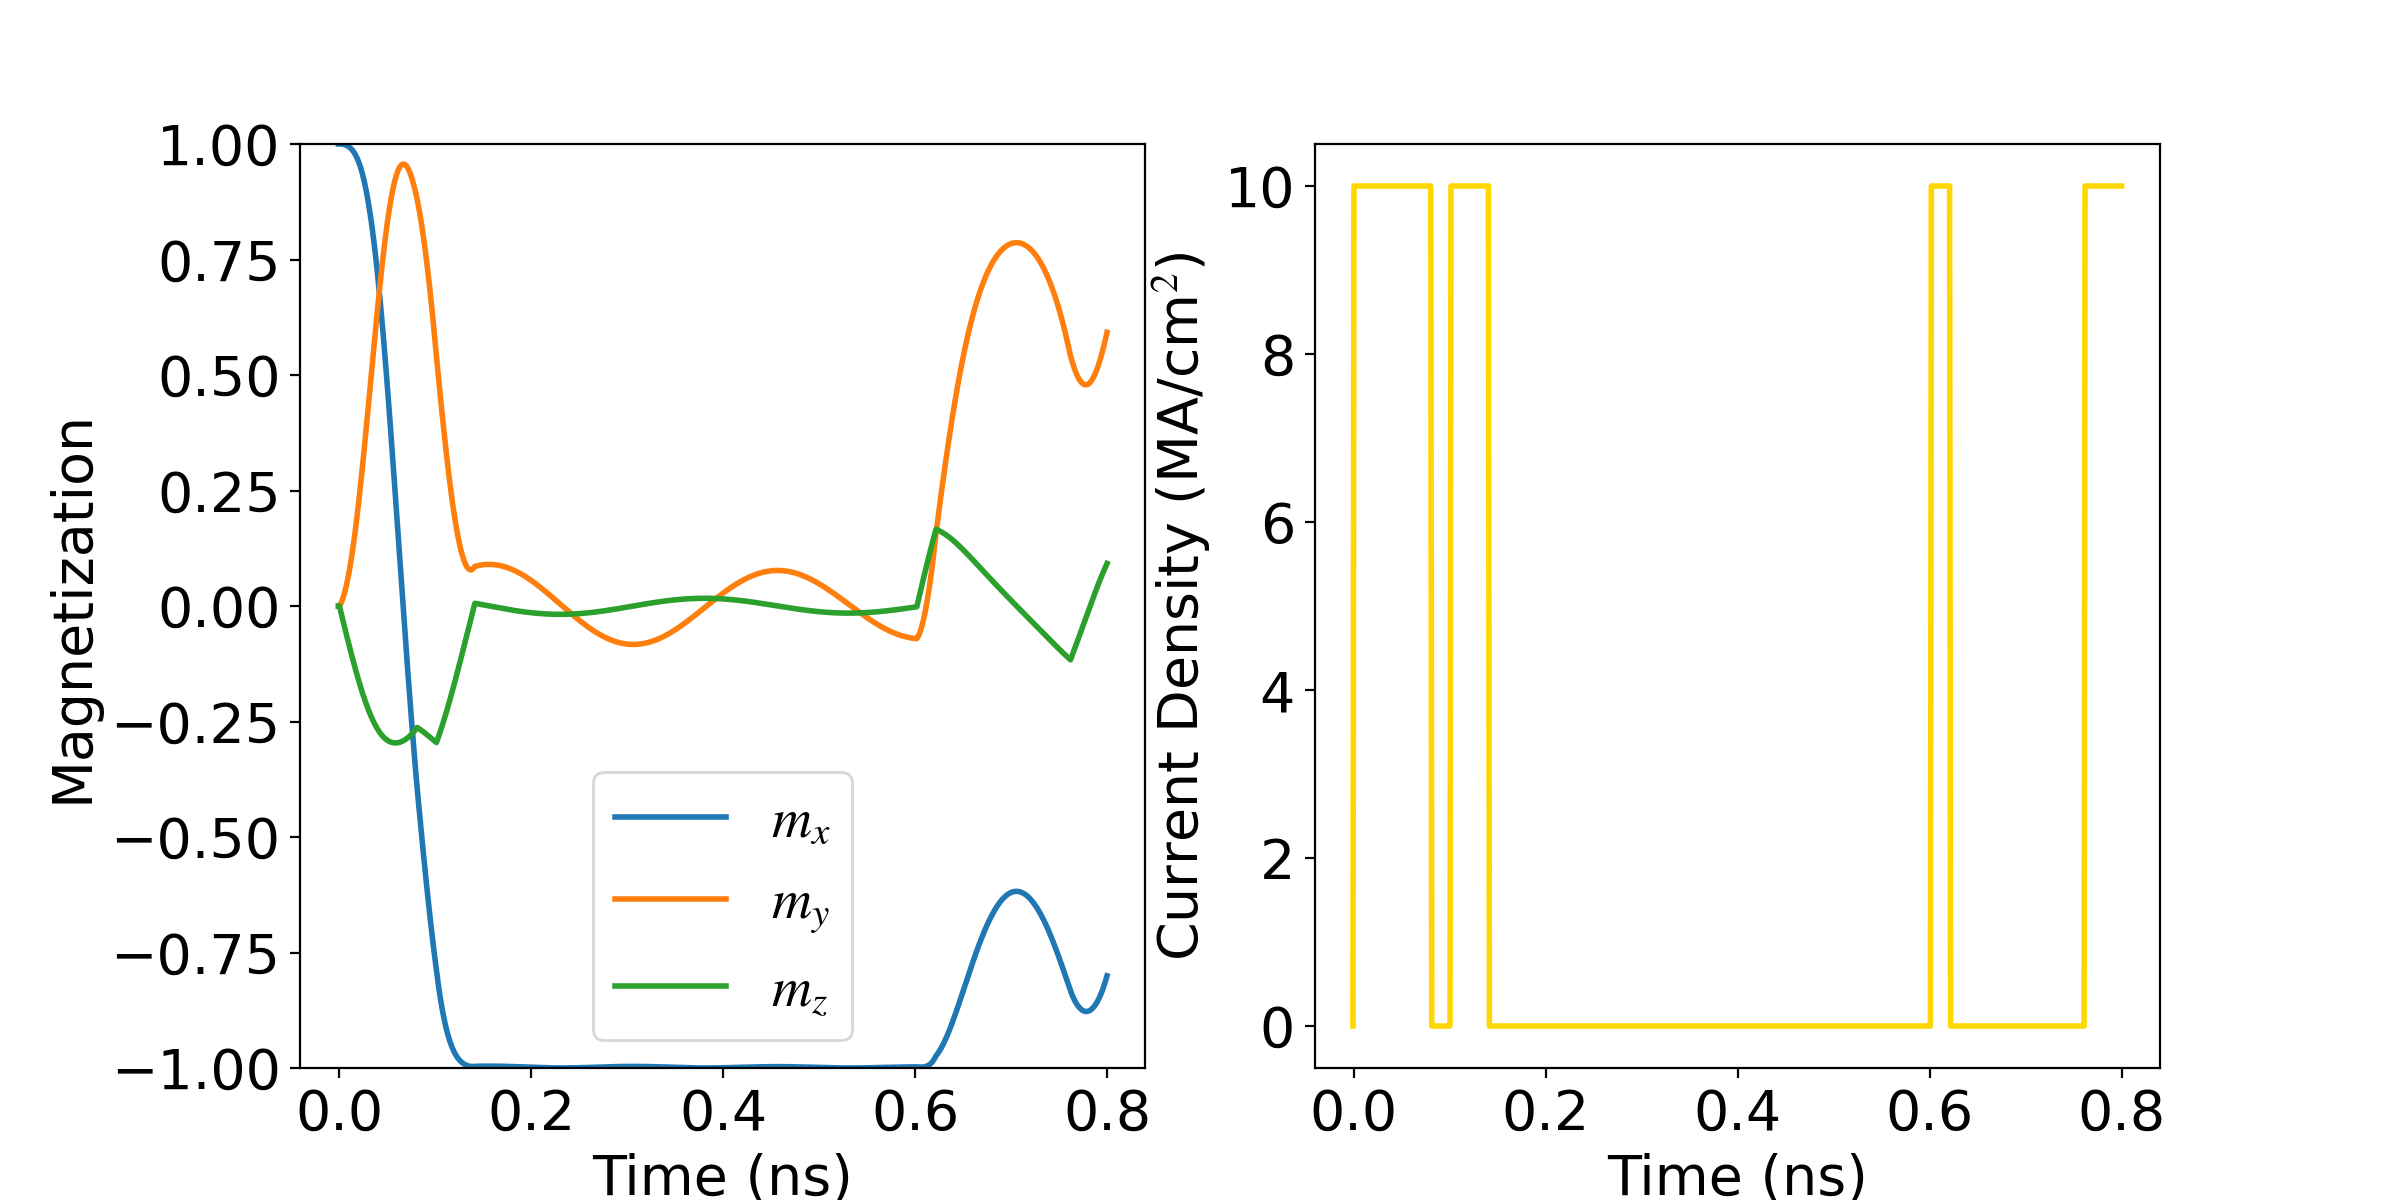 Magnetization
1.00
0.75
0.50
0.25
0.00
−0.25
−0.50
−0.75
−1.00
0.0 0.2 0.4 0.6 0.8
Time (ns)
m_x
m_y
m_z
Current Density (MA/cm²)
10
8
6
4
2
0
0.0 0.2 0.4 0.6 0.8
Time (ns)